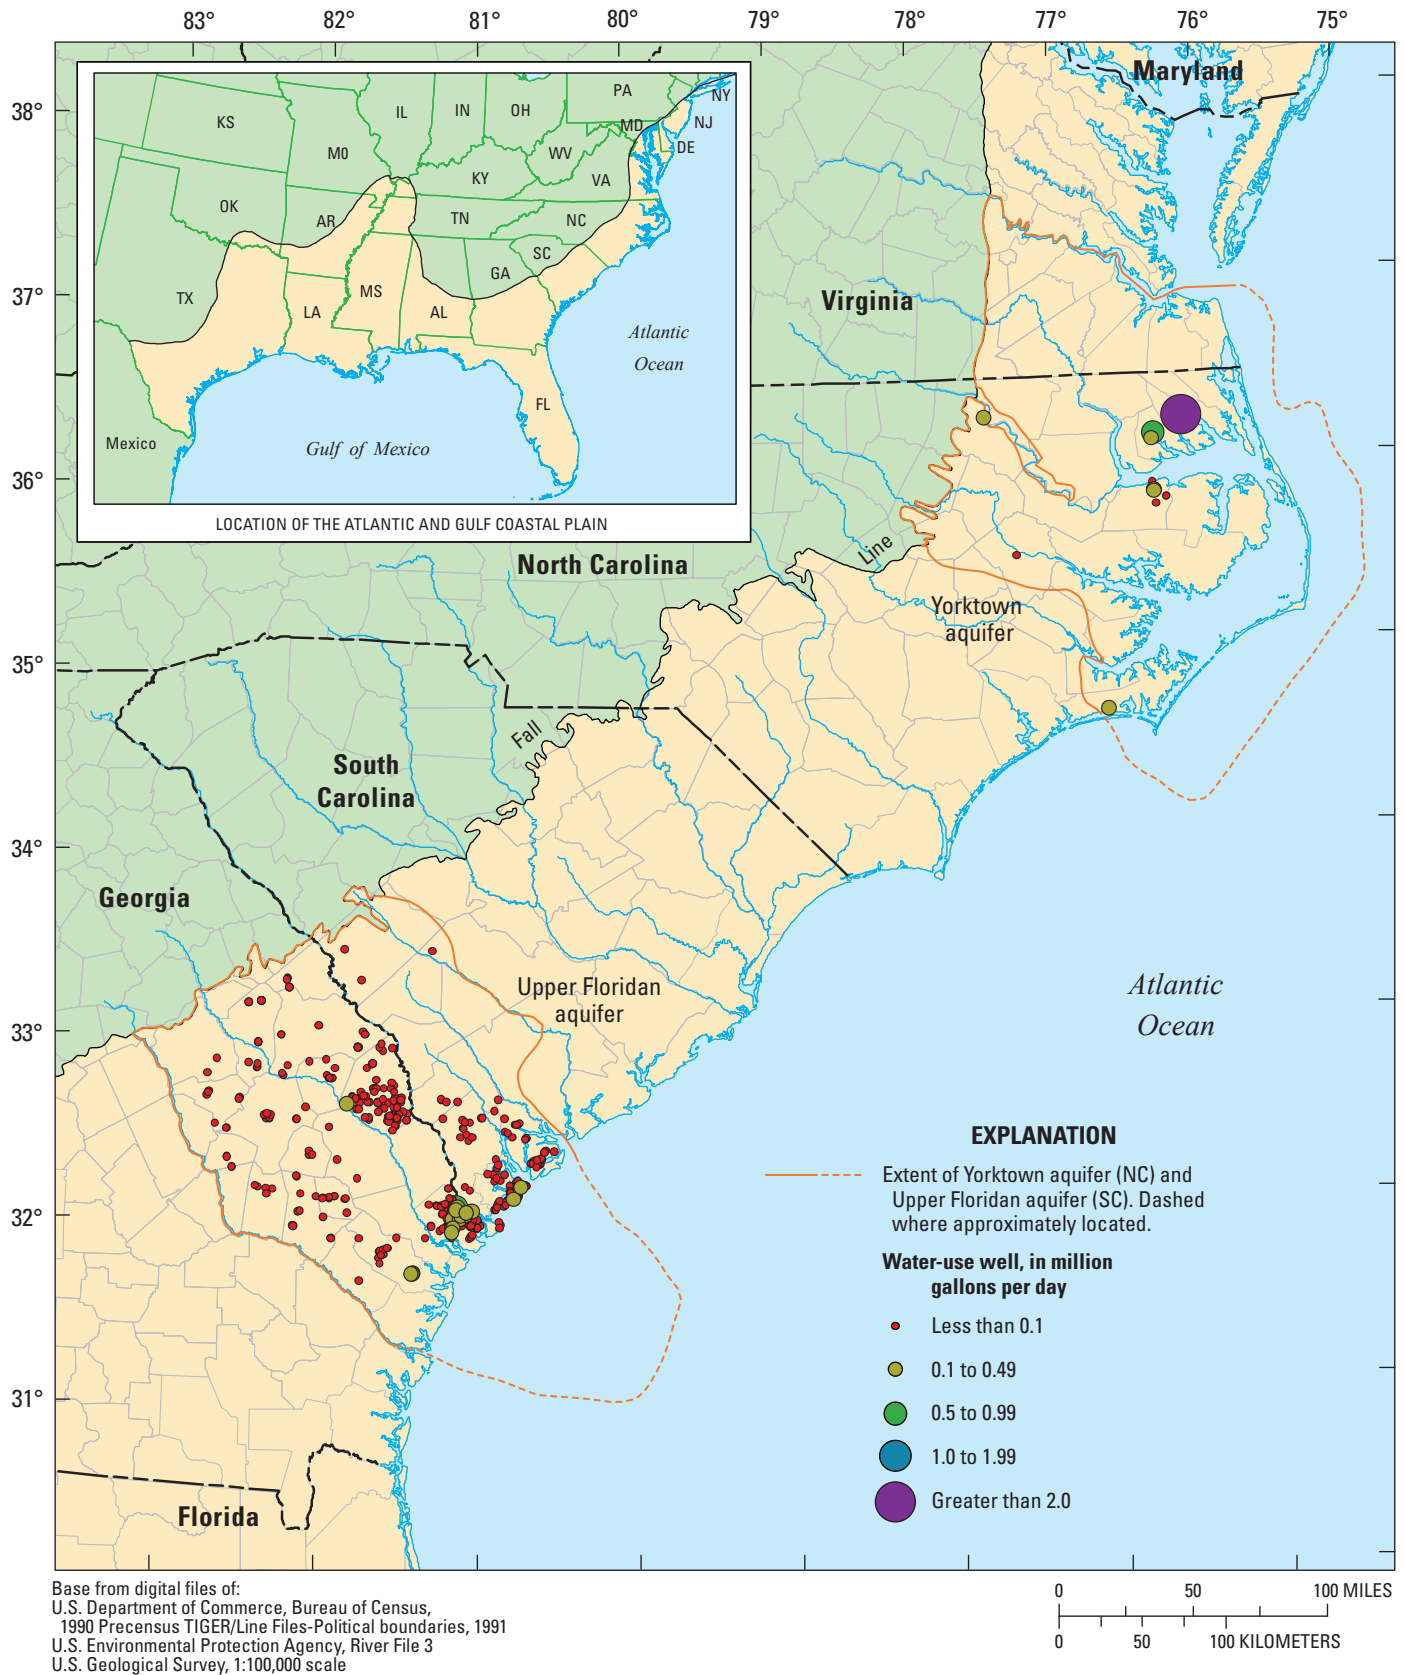 83° 82° 81° 80° 79° 78° 77° 76° 75°
38°
37°
36°
35°
34°
33°
32°
31°
KS
MO
IL
IN
OH
PA
NY
NJ
MD
DE
WV
VA
KY
OK
AR
TN
NC
SC
GA
TX
LA
MS
AL
FL
Mexico
Gulf of Mexico
Atlantic
Ocean
LOCATION OF THE ATLANTIC AND GULF COASTAL PLAIN
Maryland
Virginia
North Carolina
Fall
Line
Yorktown
aquifer
South
Carolina
Georgia
Upper Floridan
aquifer
Atlantic
Ocean
Florida
EXPLANATION
Extent of Yorktown aquifer (NC) and
Upper Floridan aquifer (SC). Dashed
where approximately located.
Water-use well, in million
gallons per day
Less than 0.1
0.1 to 0.49
0.5 to 0.99
1.0 to 1.99
Greater than 2.0
Base from digital files of:
U.S. Department of Commerce, Bureau of Census,
1990 Precensus TIGER/Line Files-Political boundaries, 1991
U.S. Environmental Protection Agency, River File 3
U.S. Geological Survey, 1:100,000 scale
0 50 100 MILES
0 50 100 KILOMETERS